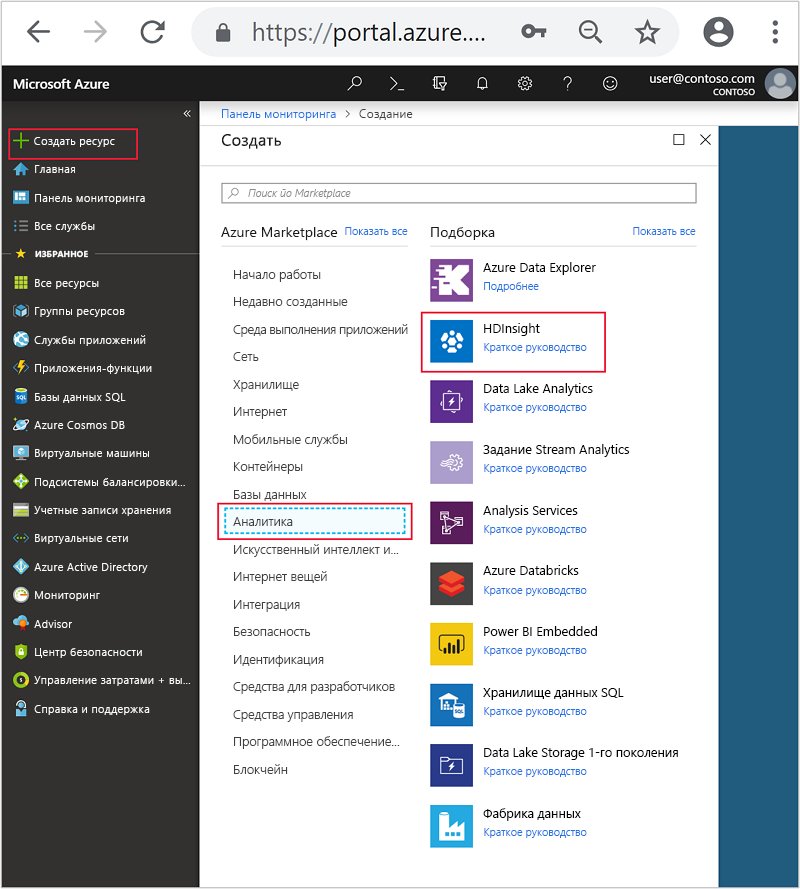 https://portal.azure....
Microsoft Azure
user@contoso.com
CONTOSO
«
Создать ресурс
Главная
Панель мониторинга
Все службы
ИЗБРАННОЕ
Все ресурсы
Группы ресурсов
Службы приложений
Приложения-функции
Базы данных SQL
Azure Cosmos DB
Виртуальные машины
Подсистемы балансировки...
Учетные записи хранения
Виртуальные сети
Azure Active Directory
Мониторинг
Advisor
Центр безопасности
Управление затратами + вы...
Справка и поддержка
Панель мониторинга > Создание
Создать
Поиск йо Marketplace
Azure Marketplace Показать все
Начало работы
Недавно созданные
Среда выполнения приложений
Сеть
Хранилище
Интернет
Мобильные службы
Контейнеры
Базы данных
Аналитика
Искусственный интеллект и...
Интернет вещей
Интеграция
Безопасность
Идентификация
Средства для разработчиков
Средства управления
Программное обеспечение...
Блокчейн
Подборка Показать все
Azure Data Explorer
Подробнее
HDInsight
Краткое руководство
Data Lake Analytics
Краткое руководство
Задание Stream Analytics
Краткое руководство
Analysis Services
Краткое руководство
Azure Databricks
Краткое руководство
Power BI Embedded
Краткое руководство
Хранилище данных SQL
Краткое руководство
Data Lake Storage 1-го поколения
Краткое руководство
Фабрика данных
Краткое руководство